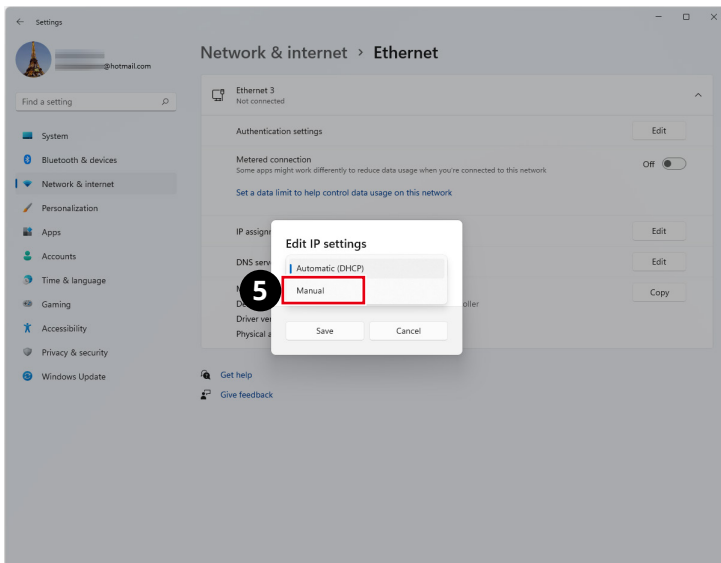 Settings
@hotmail.com
Find a setting
System
Bluetooth & devices
Network & internet
Personalization
Apps
Accounts
Time & language
Gaming
Accessibility
Privacy & security
Windows Update
Network & internet > Ethernet
Ethernet 3
Not connected
Authentication settings
Edit
Metered connection
Some apps might work differently to reduce data usage when you're connected to this network
Off
Set a data limit to help control data usage on this network
IP
Edit
DNS
Edit
Copy
Driver
Physical
Edit IP settings
Automatic (DHCP)
5
Manual
Save
Cancel
Get help
Give feedback